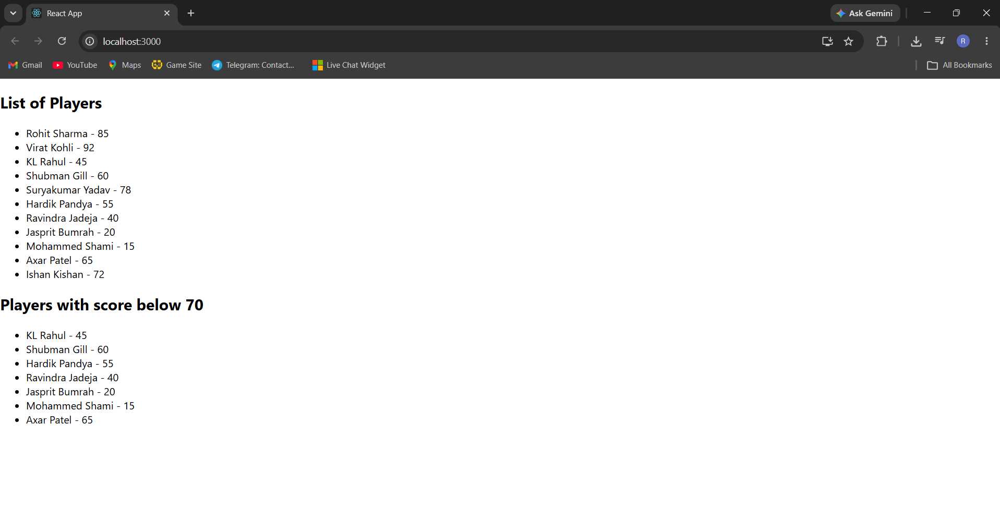 React App
Ask Gemini
localhost:3000
R
Gmail YouTube Maps Game Site Telegram: Contact... Live Chat Widget All Bookmarks
List of Players
• Rohit Sharma - 85
• Virat Kohli - 92
• KL Rahul - 45
• Shubman Gill - 60
• Suryakumar Yadav - 78
• Hardik Pandya - 55
• Ravindra Jadeja - 40
• Jasprit Bumrah - 20
• Mohammed Shami - 15
• Axar Patel - 65
• Ishan Kishan - 72
Players with score below 70
• KL Rahul - 45
• Shubman Gill - 60
• Hardik Pandya - 55
• Ravindra Jadeja - 40
• Jasprit Bumrah - 20
• Mohammed Shami - 15
• Axar Patel - 65